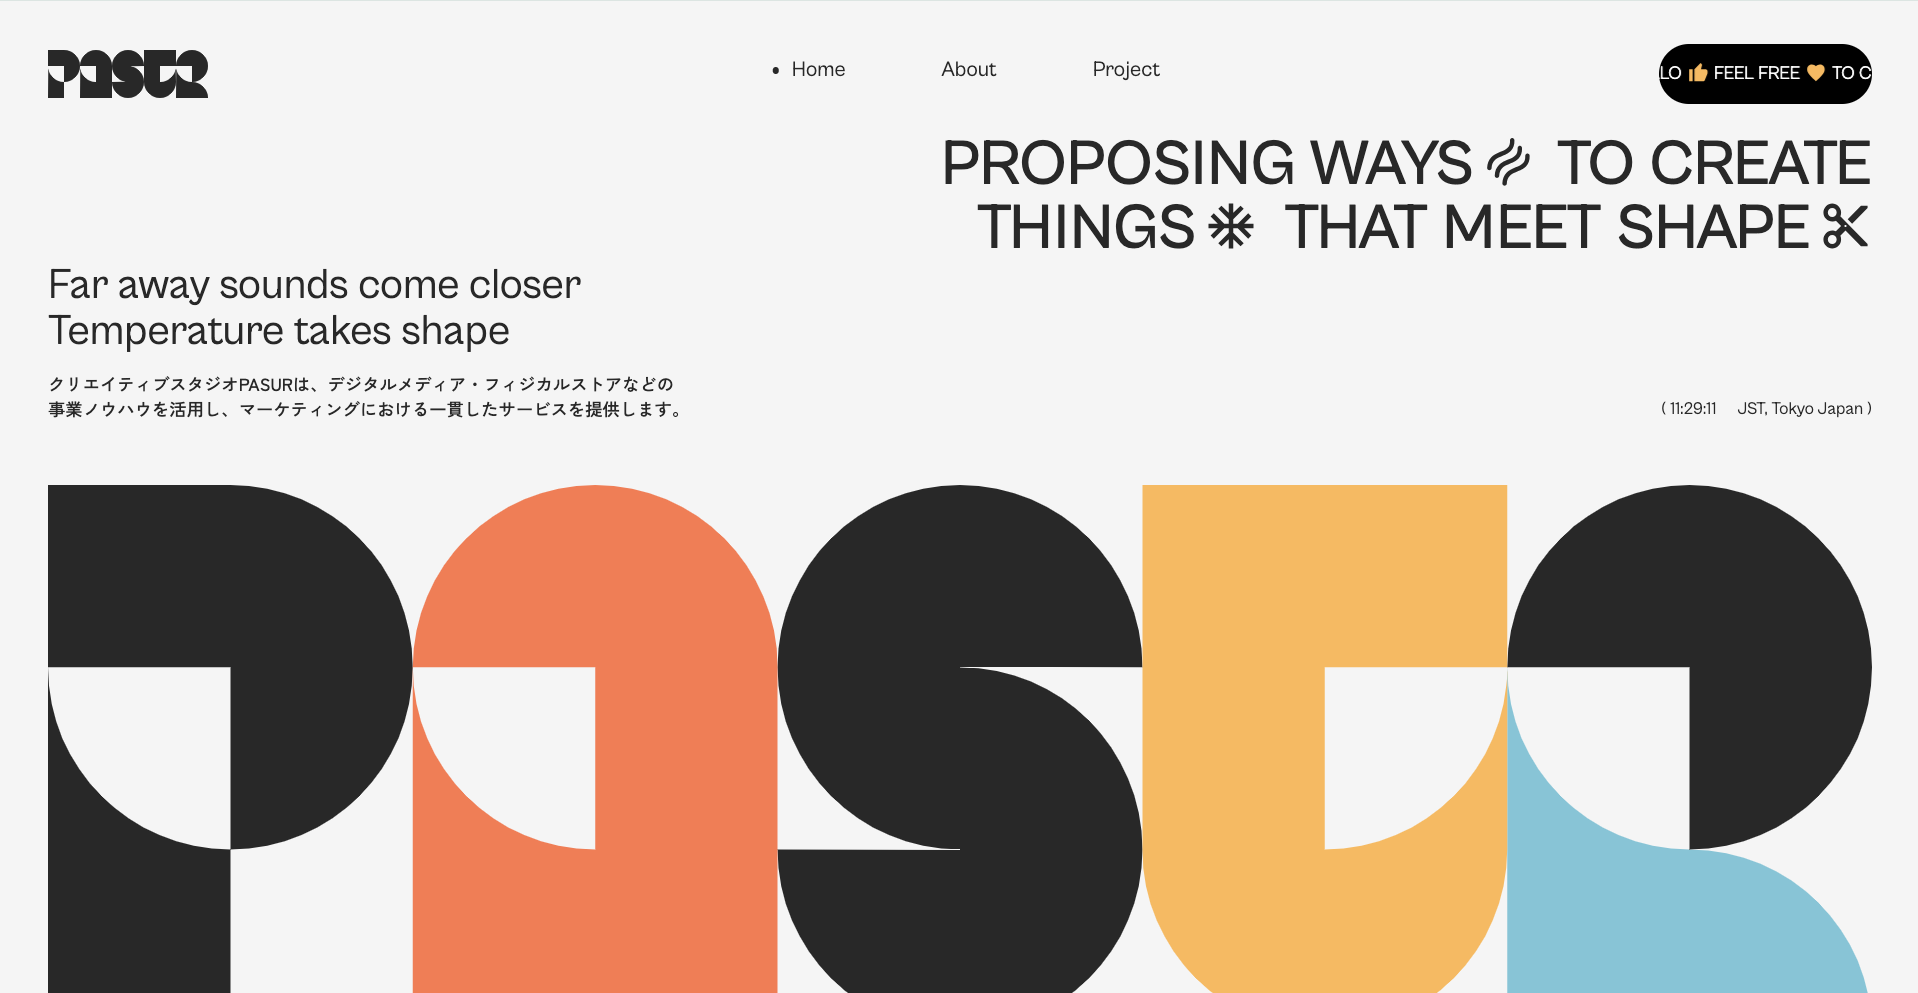 PASUR
Home
About
Project
LO 👍 FEEL FREE 🧡 TO C
PROPOSING WAYS TO CREATE
THINGS THAT MEET SHAPE
Far away sounds come closer
Temperature takes shape
クリエイティブスタジオPASURは、デジタルメディア・フィジカルストアなどの
事業ノウハウを活用し、マーケティングにおける一貫したサービスを提供します。
( 11:29:11 JST, Tokyo Japan )
PASUR